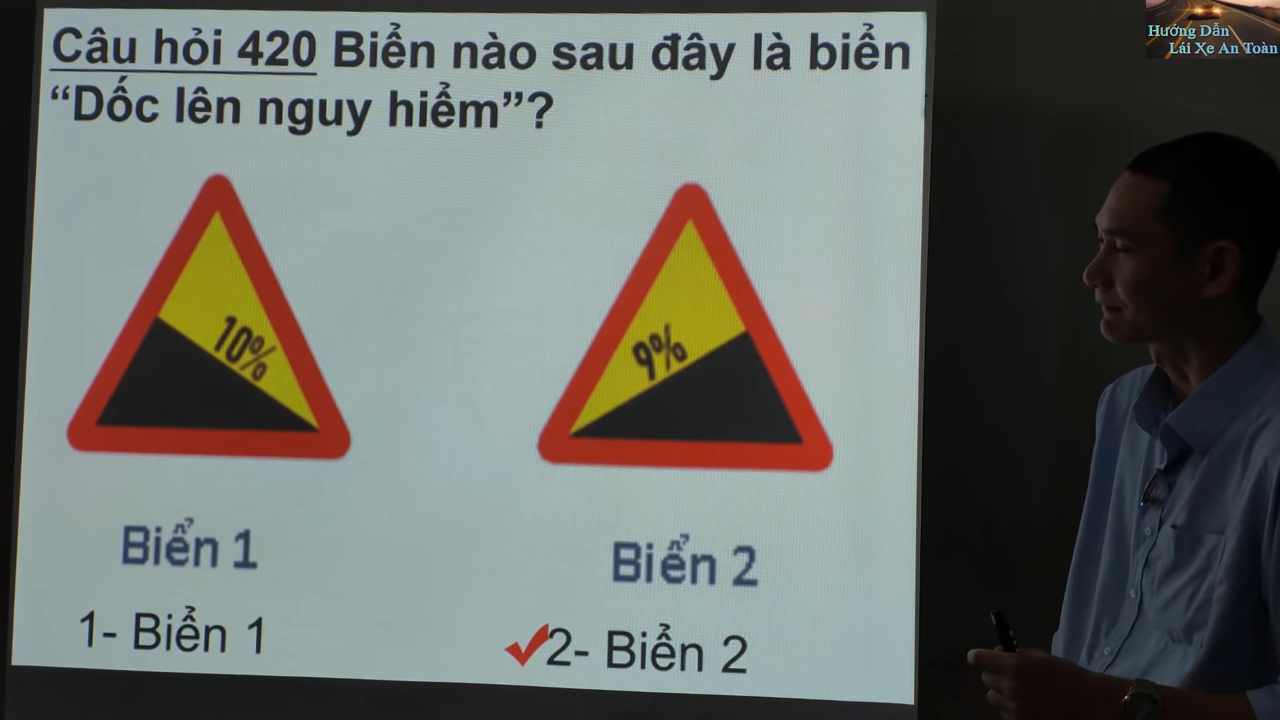 Hướng Dẫn
Lái Xe An Toàn
Câu hỏi 420 Biển nào sau đây là biển
“Dốc lên nguy hiểm”?
10%
9%
Biển 1
Biển 2
1- Biển 1
2- Biển 2